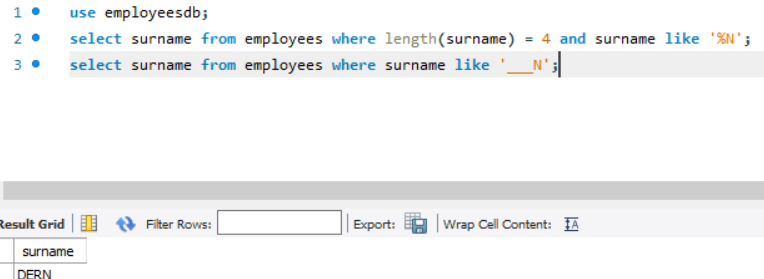 1 use employeesdb;
2 select surname from employees where length(surname) = 4 and surname like '%N';
3 select surname from employees where surname like '___N';
Result Grid Filter Rows: Export: Wrap Cell Content:
surname
DERN